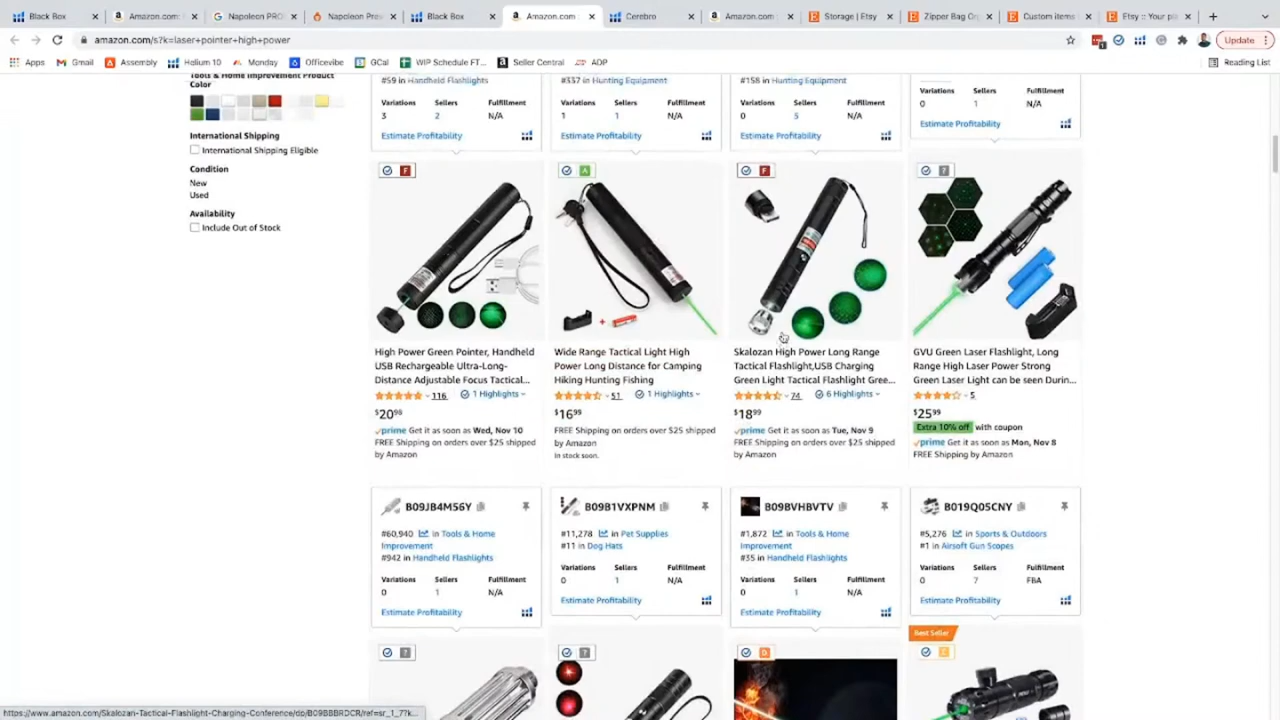 Black Box
Amazon.com: 
Napoleon PRO
Napoleon Pres
Black Box
Amazon.com :
Cerebro
Amazon.com :
Storage | Etsy
Zipper Bag Or
Custom items
Etsy :: Your pl
amazon.com/s?k=laser+pointer+high+power
Update
Apps
Gmail
Assembly
Helium 10
Monday
Officevibe
GCal
WIP Schedule FT...
Seller Central
ADP
Reading List
Tools & Home Improvement Product
Color
International Shipping
International Shipping Eligible
Condition
New
Used
Availability
Include Out of Stock
#59 in Handheld Flashlights
Variations Sellers Fulfillment
3 2 N/A
Estimate Profitability
#337 in Hunting Equipment
Variations Sellers Fulfillment
1 1 N/A
Estimate Profitability
#158 in Hunting Equipment
Variations Sellers Fulfillment
0 5 N/A
Estimate Profitability
Variations Sellers Fulfillment
0 1 N/A
Estimate Profitability
F
A
F
?
High Power Green Pointer, Handheld
USB Rechargeable Ultra-Long-
Distance Adjustable Focus Tactical...
116 1 Highlights
$2098
prime Get it as soon as Wed, Nov 10
FREE Shipping on orders over $25 shipped
by Amazon
Wide Range Tactical Light High
Power Long Distance for Camping
Hiking Hunting Fishing
51 1 Highlights
$1699
FREE Shipping on orders over $25 shipped
by Amazon
In stock soon.
Skalozan High Power Long Range
Tactical Flashlight,USB Charging
Green Light Tactical Flashlight Gree...
74 6 Highlights
$1899
prime Get it as soon as Tue, Nov 9
FREE Shipping on orders over $25 shipped
by Amazon
GVU Green Laser Flashlight, Long
Range High Laser Power Strong
Green Laser Light can be seen Durin...
5
$2599
Extra 10% off with coupon
prime Get it as soon as Mon, Nov 8
FREE Shipping by Amazon
B09JB4M56Y
#60,940 in Tools & Home
Improvement
#942 in Handheld Flashlights
Variations Sellers Fulfillment
0 1 N/A
Estimate Profitability
B09B1VXPNM
#11,278 in Pet Supplies
#11 in Dog Hats
Variations Sellers Fulfillment
0 1 N/A
Estimate Profitability
B09BVHBVTV
#1,872 in Tools & Home
Improvement
#35 in Handheld Flashlights
Variations Sellers Fulfillment
0 1 N/A
Estimate Profitability
B019Q05CNY
#5,276 in Sports & Outdoors
#1 in Airsoft Gun Scopes
Variations Sellers Fulfillment
0 7 FBA
Estimate Profitability
Best Seller
?
?
D
https://www.amazon.com/Skalozan-Tactical-Flashlight-Charging-Conference/dp/B09BBBRDCR/ref=sr_1_7?k...